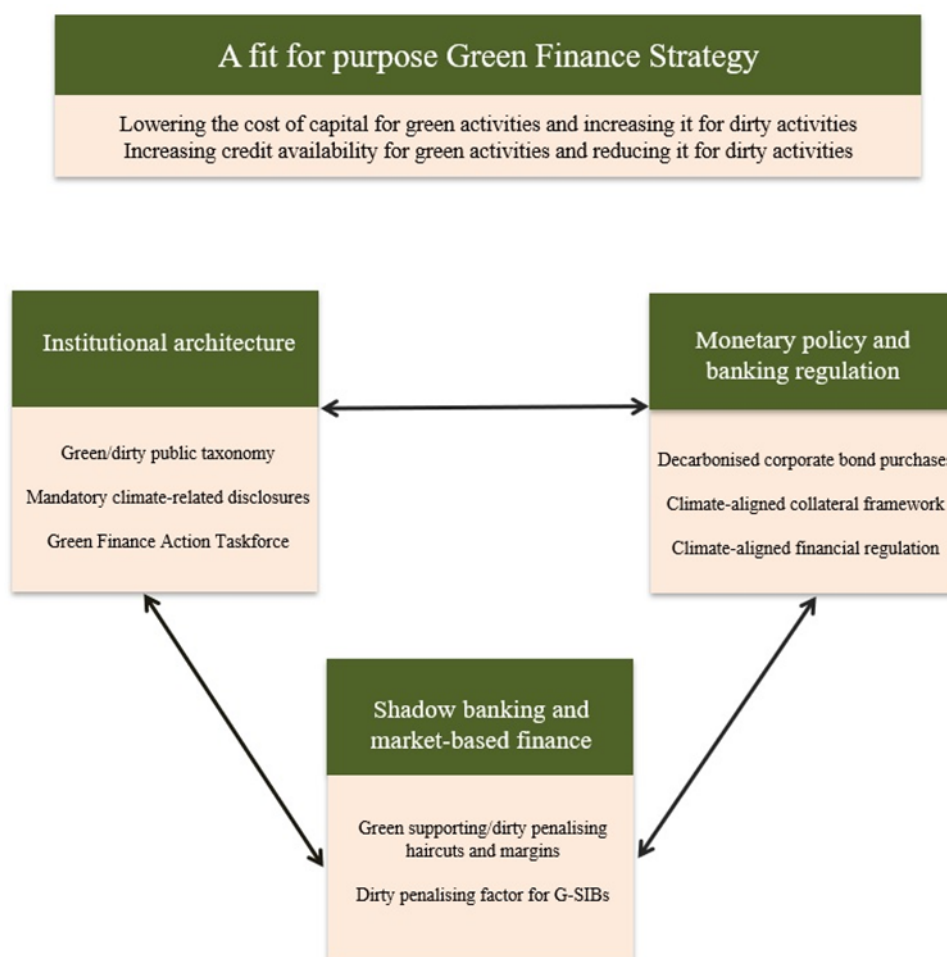 A fit for purpose Green Finance Strategy
Lowering the cost of capital for green activities and increasing it for dirty activities
Increasing credit availability for green activities and reducing it for dirty activities
Institutional architecture
Green/dirty public taxonomy
Mandatory climate-related disclosures
Green Finance Action Taskforce
Monetary policy and
banking regulation
Decarbonised corporate bond purchases
Climate-aligned collateral framework
Climate-aligned financial regulation
Shadow banking and
market-based finance
Green supporting/dirty penalising
haircuts and margins
Dirty penalising factor for G-SIBs